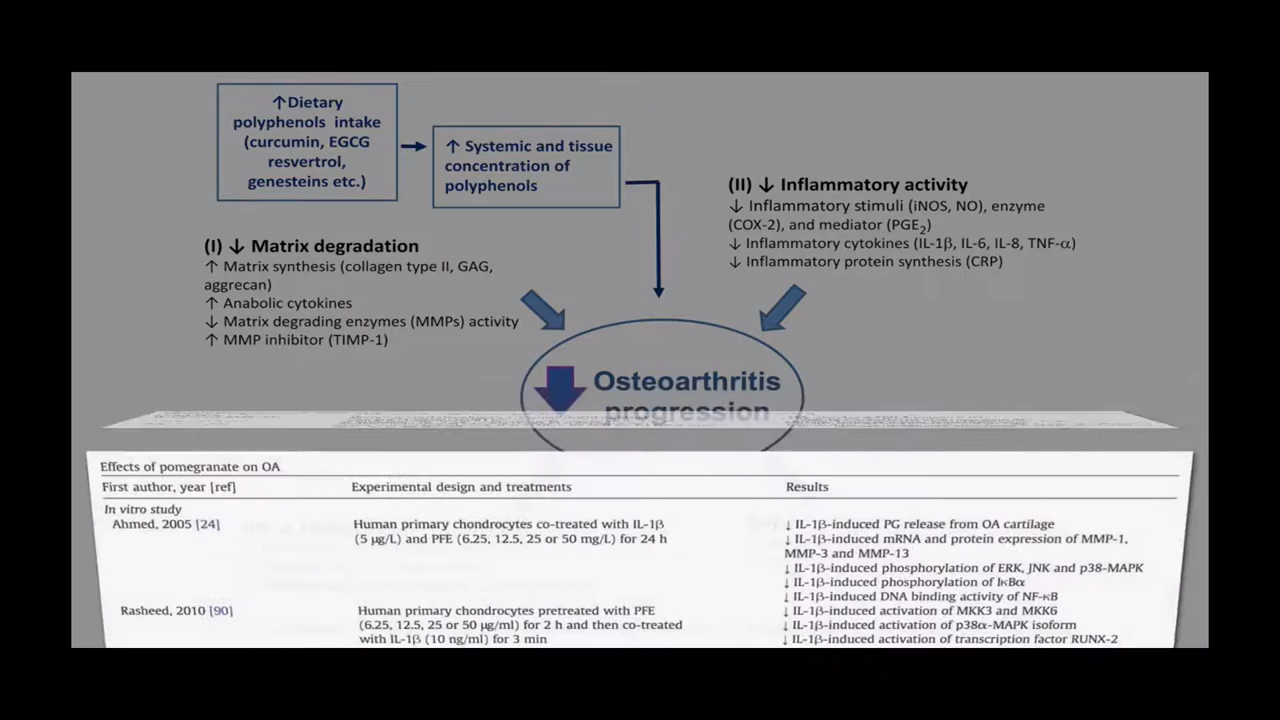 ↑Dietary
polyphenols intake
(curcumin, EGCG
resvertrol,
genesteins etc.)
↑ Systemic and tissue
concentration of
polyphenols
(II) ↓ Inflammatory activity
↓ Inflammatory stimuli (iNOS, NO), enzyme
(COX-2), and mediator (PGE2)
↓ Inflammatory cytokines (IL-1β, IL-6, IL-8, TNF-α)
↓ Inflammatory protein synthesis (CRP)
(I) ↓ Matrix degradation
↑ Matrix synthesis (collagen type II, GAG,
aggrecan)
↑ Anabolic cytokines
↓ Matrix degrading enzymes (MMPs) activity
↑ MMP inhibitor (TIMP-1)
Osteoarthritis
progression
Effects of pomegranate on OA
First author, year [ref] Experimental design and treatments Results
In vitro study
Ahmed, 2005 [24] Human primary chondrocytes co-treated with IL-1β ↓ IL-1β-induced PG release from OA cartilage
(5 μg/L) and PFE (6.25, 12.5, 25 or 50 mg/L) for 24 h ↓ IL-1β-induced mRNA and protein expression of MMP-1,
MMP-3 and MMP-13
↓ IL-1β-induced phosphorylation of ERK, JNK and p38-MAPK
↓ IL-1β-induced phosphorylation of IκBα
↓ IL-1β-induced DNA binding activity of NF-κB
Rasheed, 2010 [90] Human primary chondrocytes pretreated with PFE ↓ IL-1β-induced activation of MKK3 and MKK6
(6.25, 12.5, 25 or 50 μg/ml) for 2 h and then co-treated ↓ IL-1β-induced activation of p38α-MAPK isoform
with IL-1β (10 ng/ml) for 3 min ↓ IL-1β-induced activation of transcription factor RUNX-2